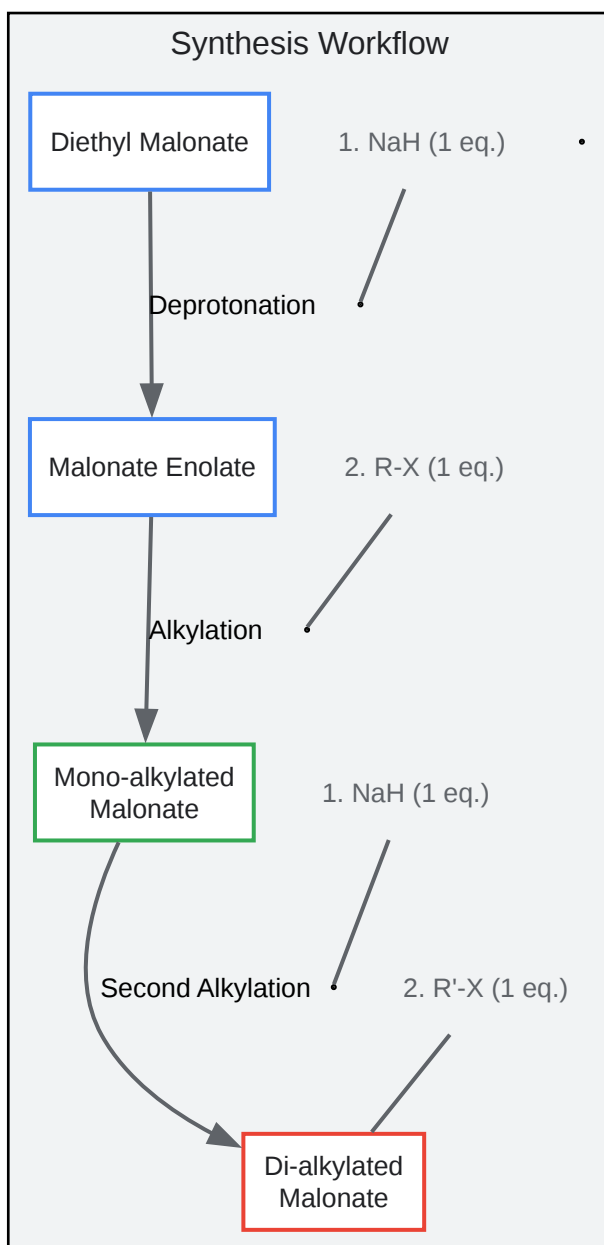 Synthesis Workflow
Diethyl Malonate
1. NaH (1 eq.)
Deprotonation
Malonate Enolate
2. R-X (1 eq.)
Alkylation
Mono-alkylated
Malonate
1. NaH (1 eq.)
Second Alkylation
2. R'-X (1 eq.)
Di-alkylated
Malonate